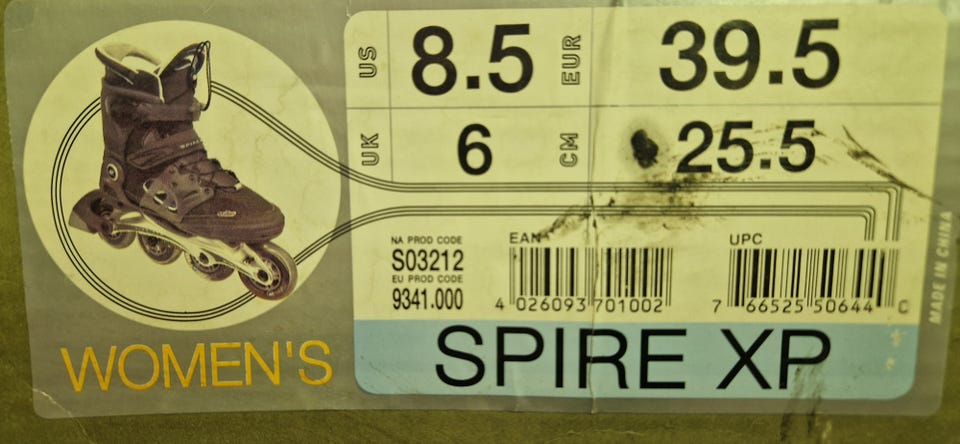 US 8.5 EUR 39.5
UK 6 CM 25.5
NA PROD CODE
S03212
EU PROD CODE
9341.000
EAN
4 026093 701002
UPC
7 66525 50644
SPIRE XP
WOMEN'S
MADE IN CHINA